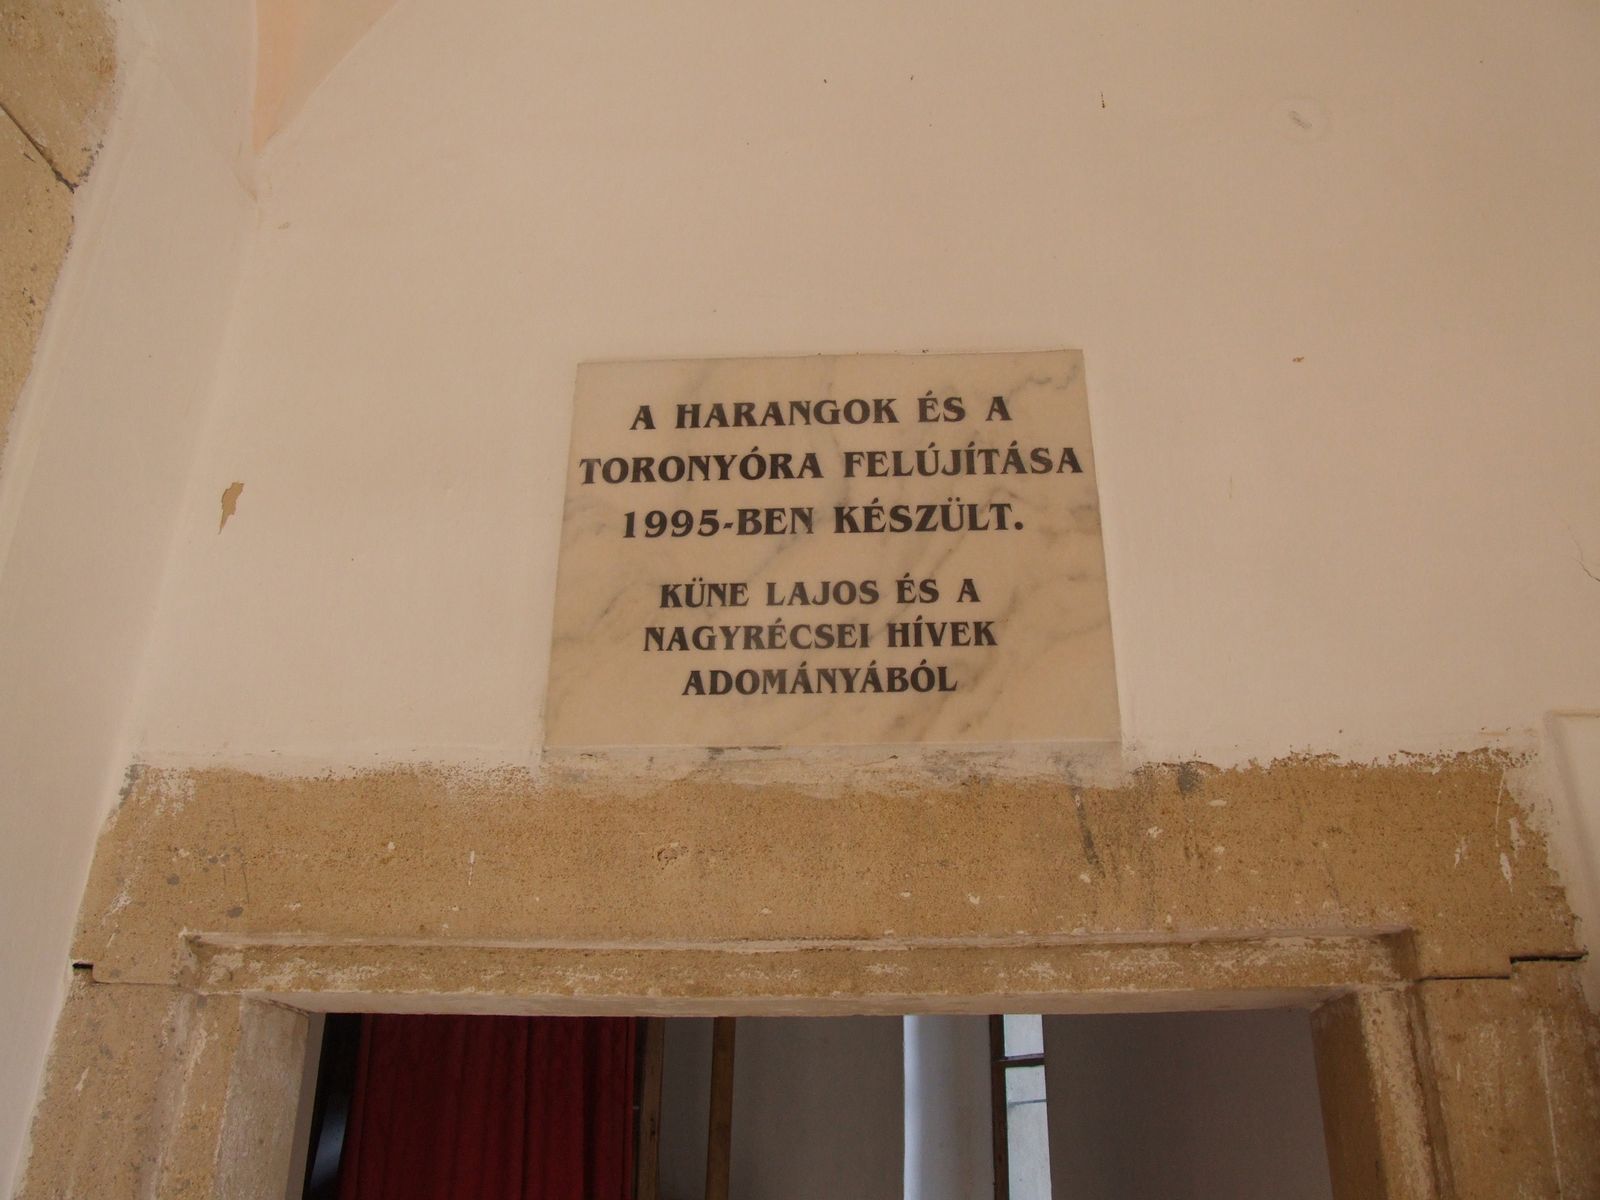 A HARANGOK ÉS A
TORONYÓRA FELÚJÍTÁSA
1995-BEN KÉSZÜLT.
KÜNE LAJOS ÉS A
NAGYRÉCSEI HÍVEK
ADOMÁNYÁBÓL